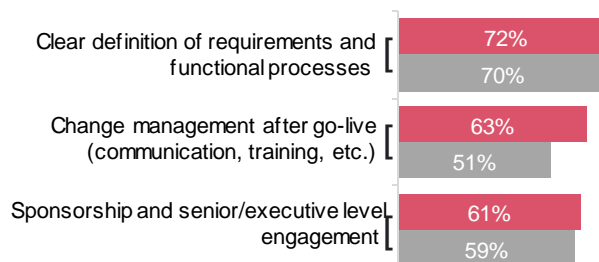 Clear definition of requirements and
functional processes
72%
70%
Change management after go-live
(communication, training, etc.)
63%
51%
Sponsorship and senior/executive level
engagement
61%
59%